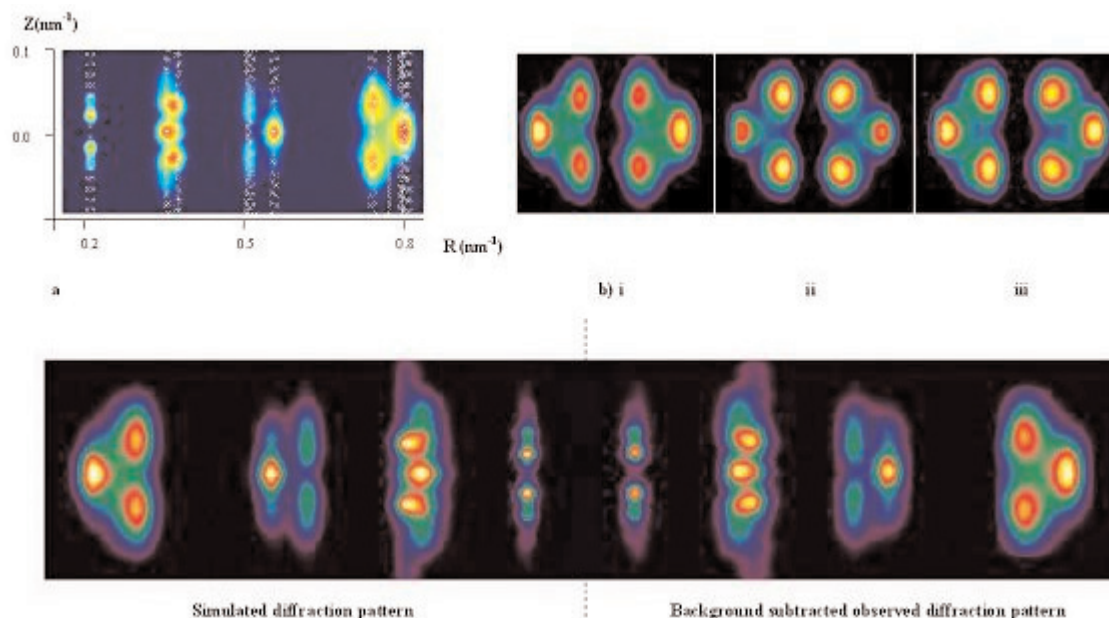 Z(nm⁻¹)
0.1
0.0
0.2 0.5 0.8
R (nm⁻¹)
a b) i ii iii
Simulated diffraction pattern Background subtracted observed diffraction pattern